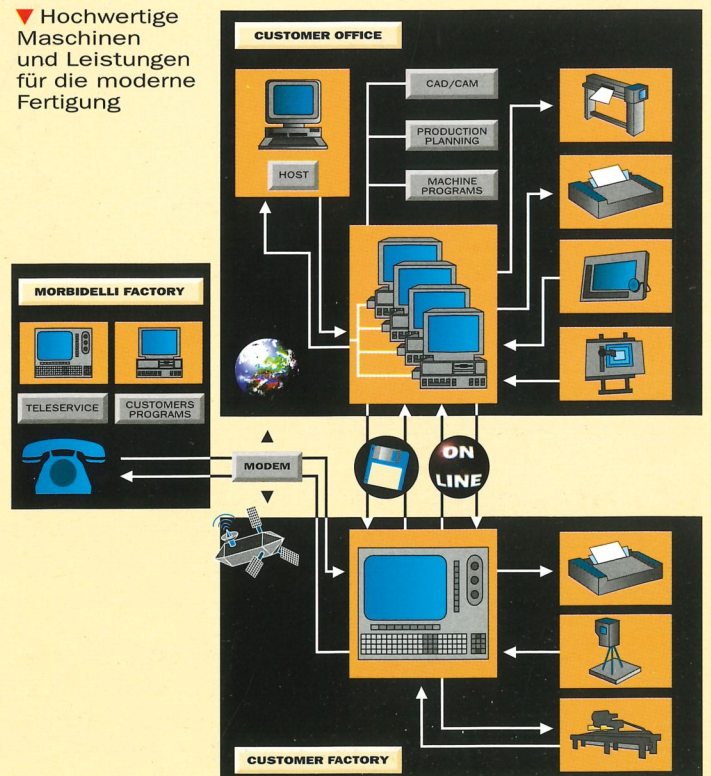 Hochwertige
Maschinen
und Leistungen
für die moderne
Fertigung
CUSTOMER OFFICE
HOST
CAD/CAM
PRODUCTION
PLANNING
MACHINE
PROGRAMS
MORBIDELLI FACTORY
TELESERVICE
CUSTOMERS
PROGRAMS
MODEM
ON
LINE
CUSTOMER FACTORY